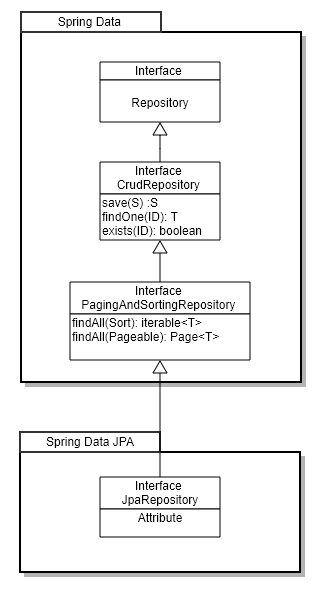 Spring Data
Interface
Repository
Interface
CrudRepository
save(S) :S
findOne(ID): T
exists(ID): boolean
Interface
PagingAndSortingRepository
findAll(Sort): iterable<T>
findAll(Pageable): Page<T>
Spring Data JPA
Interface
JpaRepository
Attribute